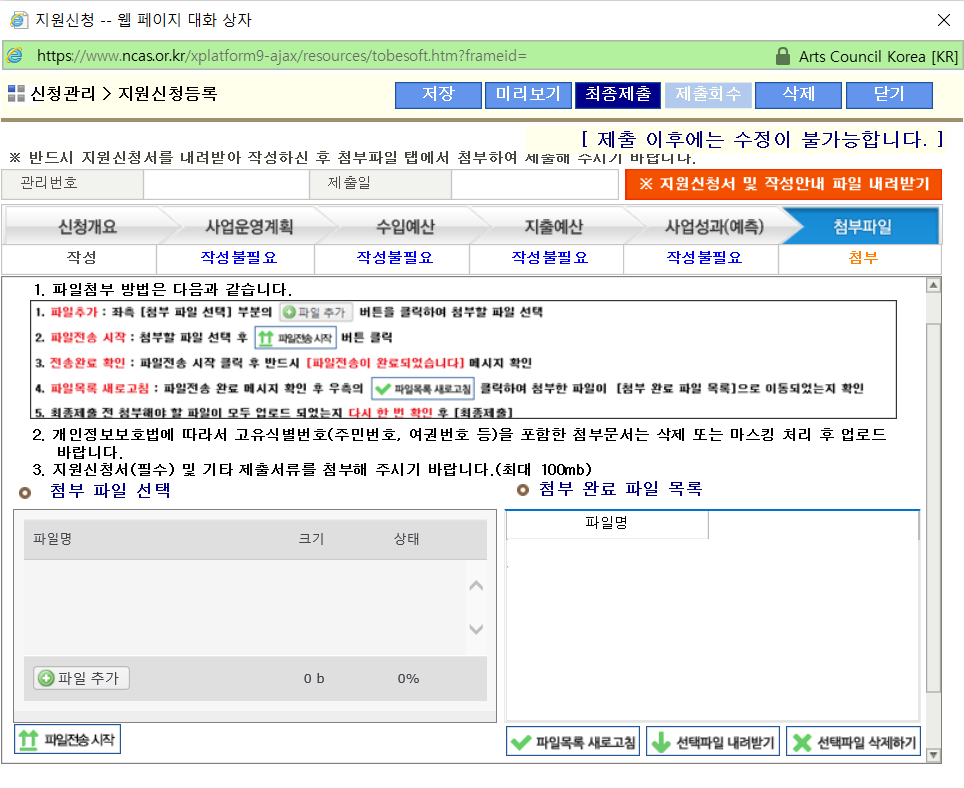 지원신청 -- 웹 페이지 대화 상자
https://www.ncas.or.kr/xplatform9-ajax/resources/tobesoft.htm?frameid=
Arts Council Korea [KR]
신청관리 > 지원신청등록
저장 미리보기 최종제출 제출회수 삭제 닫기
[ 제출 이후에는 수정이 불가능합니다. ]
※ 반드시 지원신청서를 내려받아 작성하신 후 첨부파일 탭에서 첨부하여 제출해 주시기 바랍니다.
관리번호 제출일 ※ 지원신청서 및 작성안내 파일 내려받기
신청개요 사업운영계획 수입예산 지출예산 사업성과(예측) 첨부파일
작성 작성불필요 작성불필요 작성불필요 작성불필요 첨부
1. 파일첨부 방법은 다음과 같습니다.
1. 파일추가 : 좌측 [첨부 파일 선택] 부분의 파일 추가 버튼을 클릭하여 첨부할 파일 선택
2. 파일전송 시작 : 첨부할 파일 선택 후 파일전송 시작 버튼 클릭
3. 전송완료 확인 : 파일전송 시작 클릭 후 반드시 [파일전송이 완료되었습니다] 메시지 확인
4. 파일목록 새로고침 : 파일전송 완료 메시지 확인 후 우측의 파일목록 새로고침 클릭하여 첨부한 파일이 [첨부 완료 파일 목록]으로 이동되었는지 확인
5. 최종제출 전 첨부해야 할 파일이 모두 업로드 되었는지 다시 한 번 확인 후 [최종제출]
2. 개인정보보호법에 따라서 고유식별번호(주민번호, 여권번호 등)을 포함한 첨부문서는 삭제 또는 마스킹 처리 후 업로드
바랍니다.
3. 지원신청서(필수) 및 기타 제출서류를 첨부해 주시기 바랍니다.(최대 100mb)
첨부 파일 선택
첨부 완료 파일 목록
파일명 크기 상태
파일명
파일 추가 0 b 0%
파일전송 시작
파일목록 새로고침 선택파일 내려받기 선택파일 삭제하기